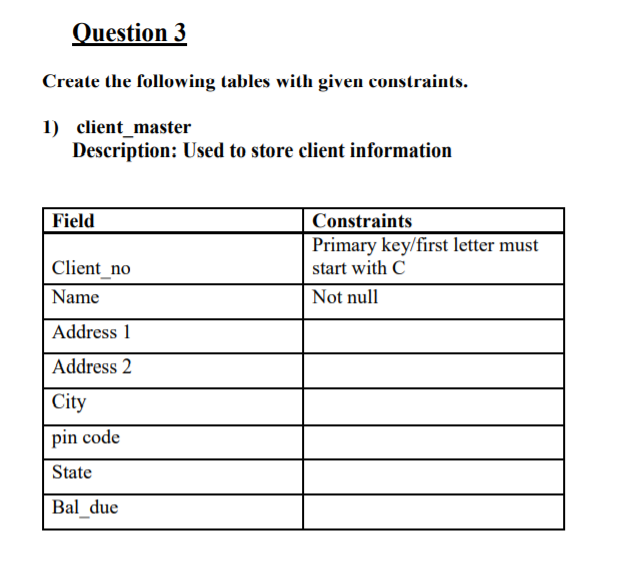 Question 3
Create the following tables with given constraints.
1) client_master
Description: Used to store client information
Field Constraints
Client_no Primary key/first letter must
start with C
Name Not null
Address 1
Address 2
City
pin code
State
Bal_due